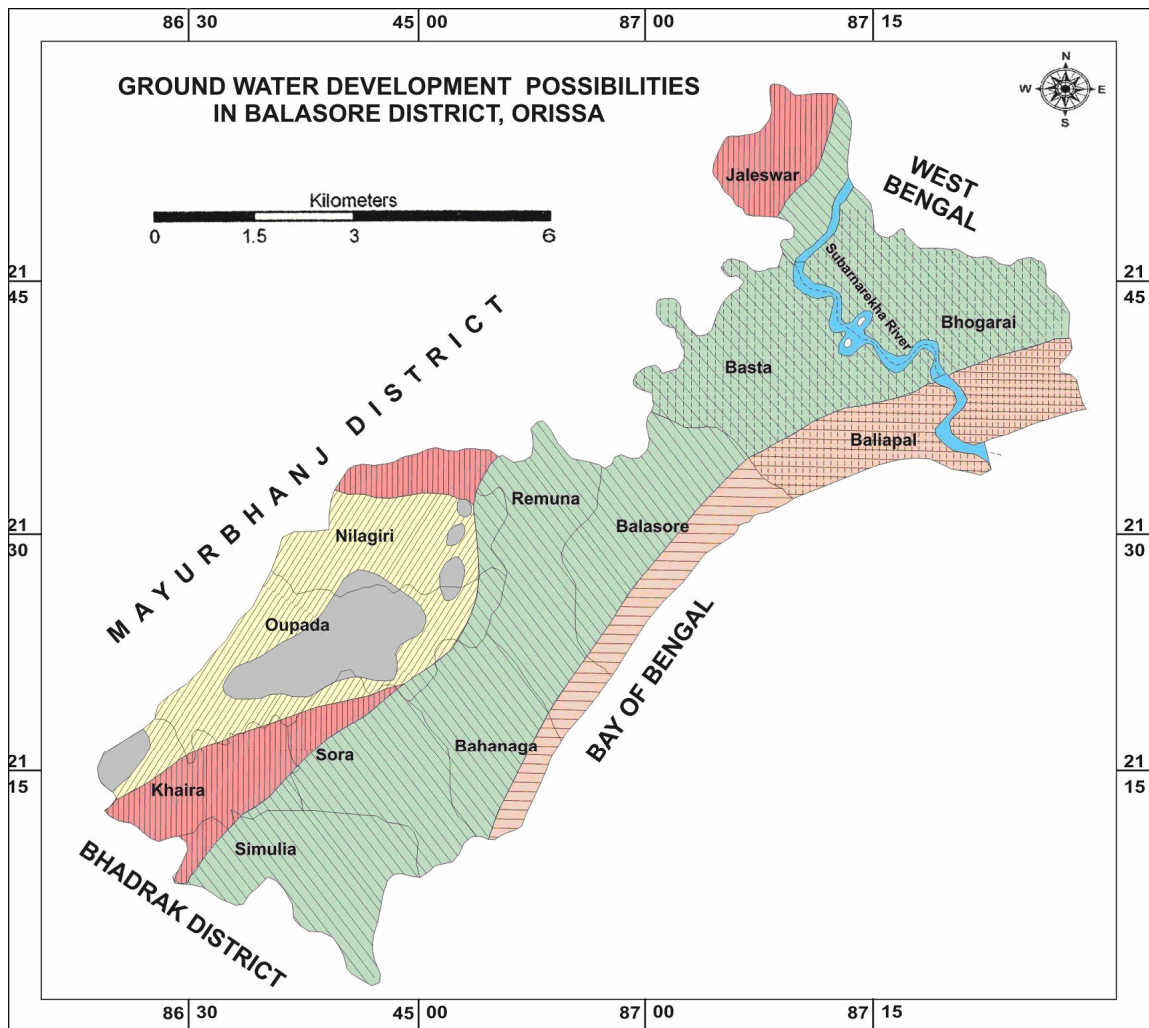 86 30 45 00 87 00 87 15
GROUND WATER DEVELOPMENT POSSIBILITIES
IN BALASORE DISTRICT, ORISSA
N
W E
S
Kilometers
0 1.5 3 6
Jaleswar
WEST
BENGAL
21
45
21
45
Subarnarekha River
Bhogarai
Basta
Baliapal
MAYURBHANJ DISTRICT
Remuna
Balasore
Nilagiri
21
30
21
30
Oupada
BAY OF BENGAL
Bahanaga
Sora
21
15
21
15
Khaira
Simulia
BHADRAK DISTRICT
86 30 45 00 87 00 87 15